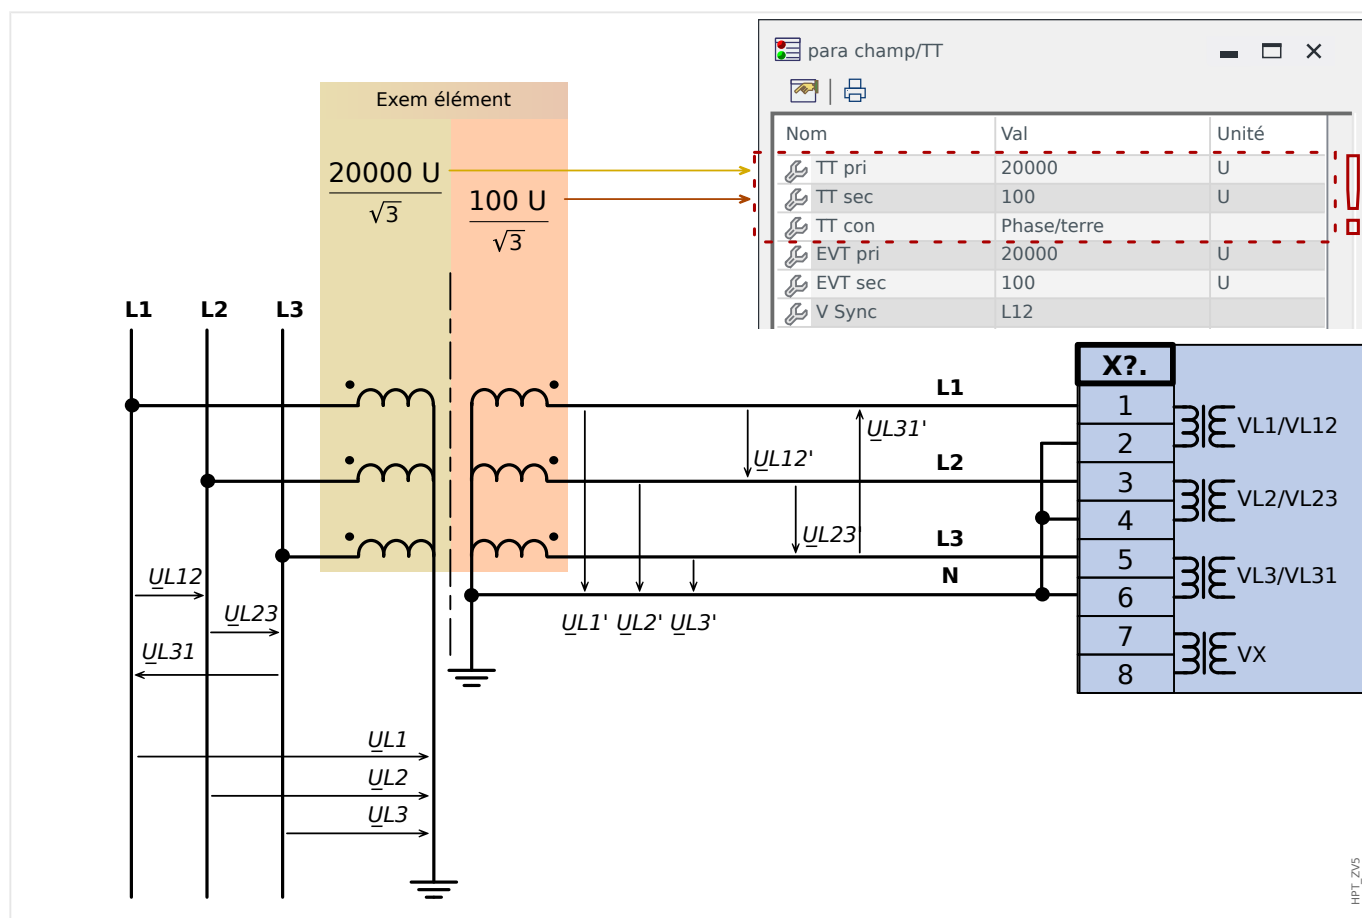 para champ/TT
Exem élément
Nom Val Unité
TT pri 20000 U
TT sec 100 U
TT con Phase/terre
EVT pri 20000 U
EVT sec 100 U
V Sync L12
20000 U
√3
100 U
√3
L1 L2 L3
X?.
L1
1
UL31'
VL1/VL12
2
UL12'
L2
3
VL2/VL23
4
UL23'
L3
5
N
VL3/VL31
6
UL12
UL23
UL1' UL2' UL3'
7
UL31
VX
8
UL1
UL2
UL3
HPT_ZV5